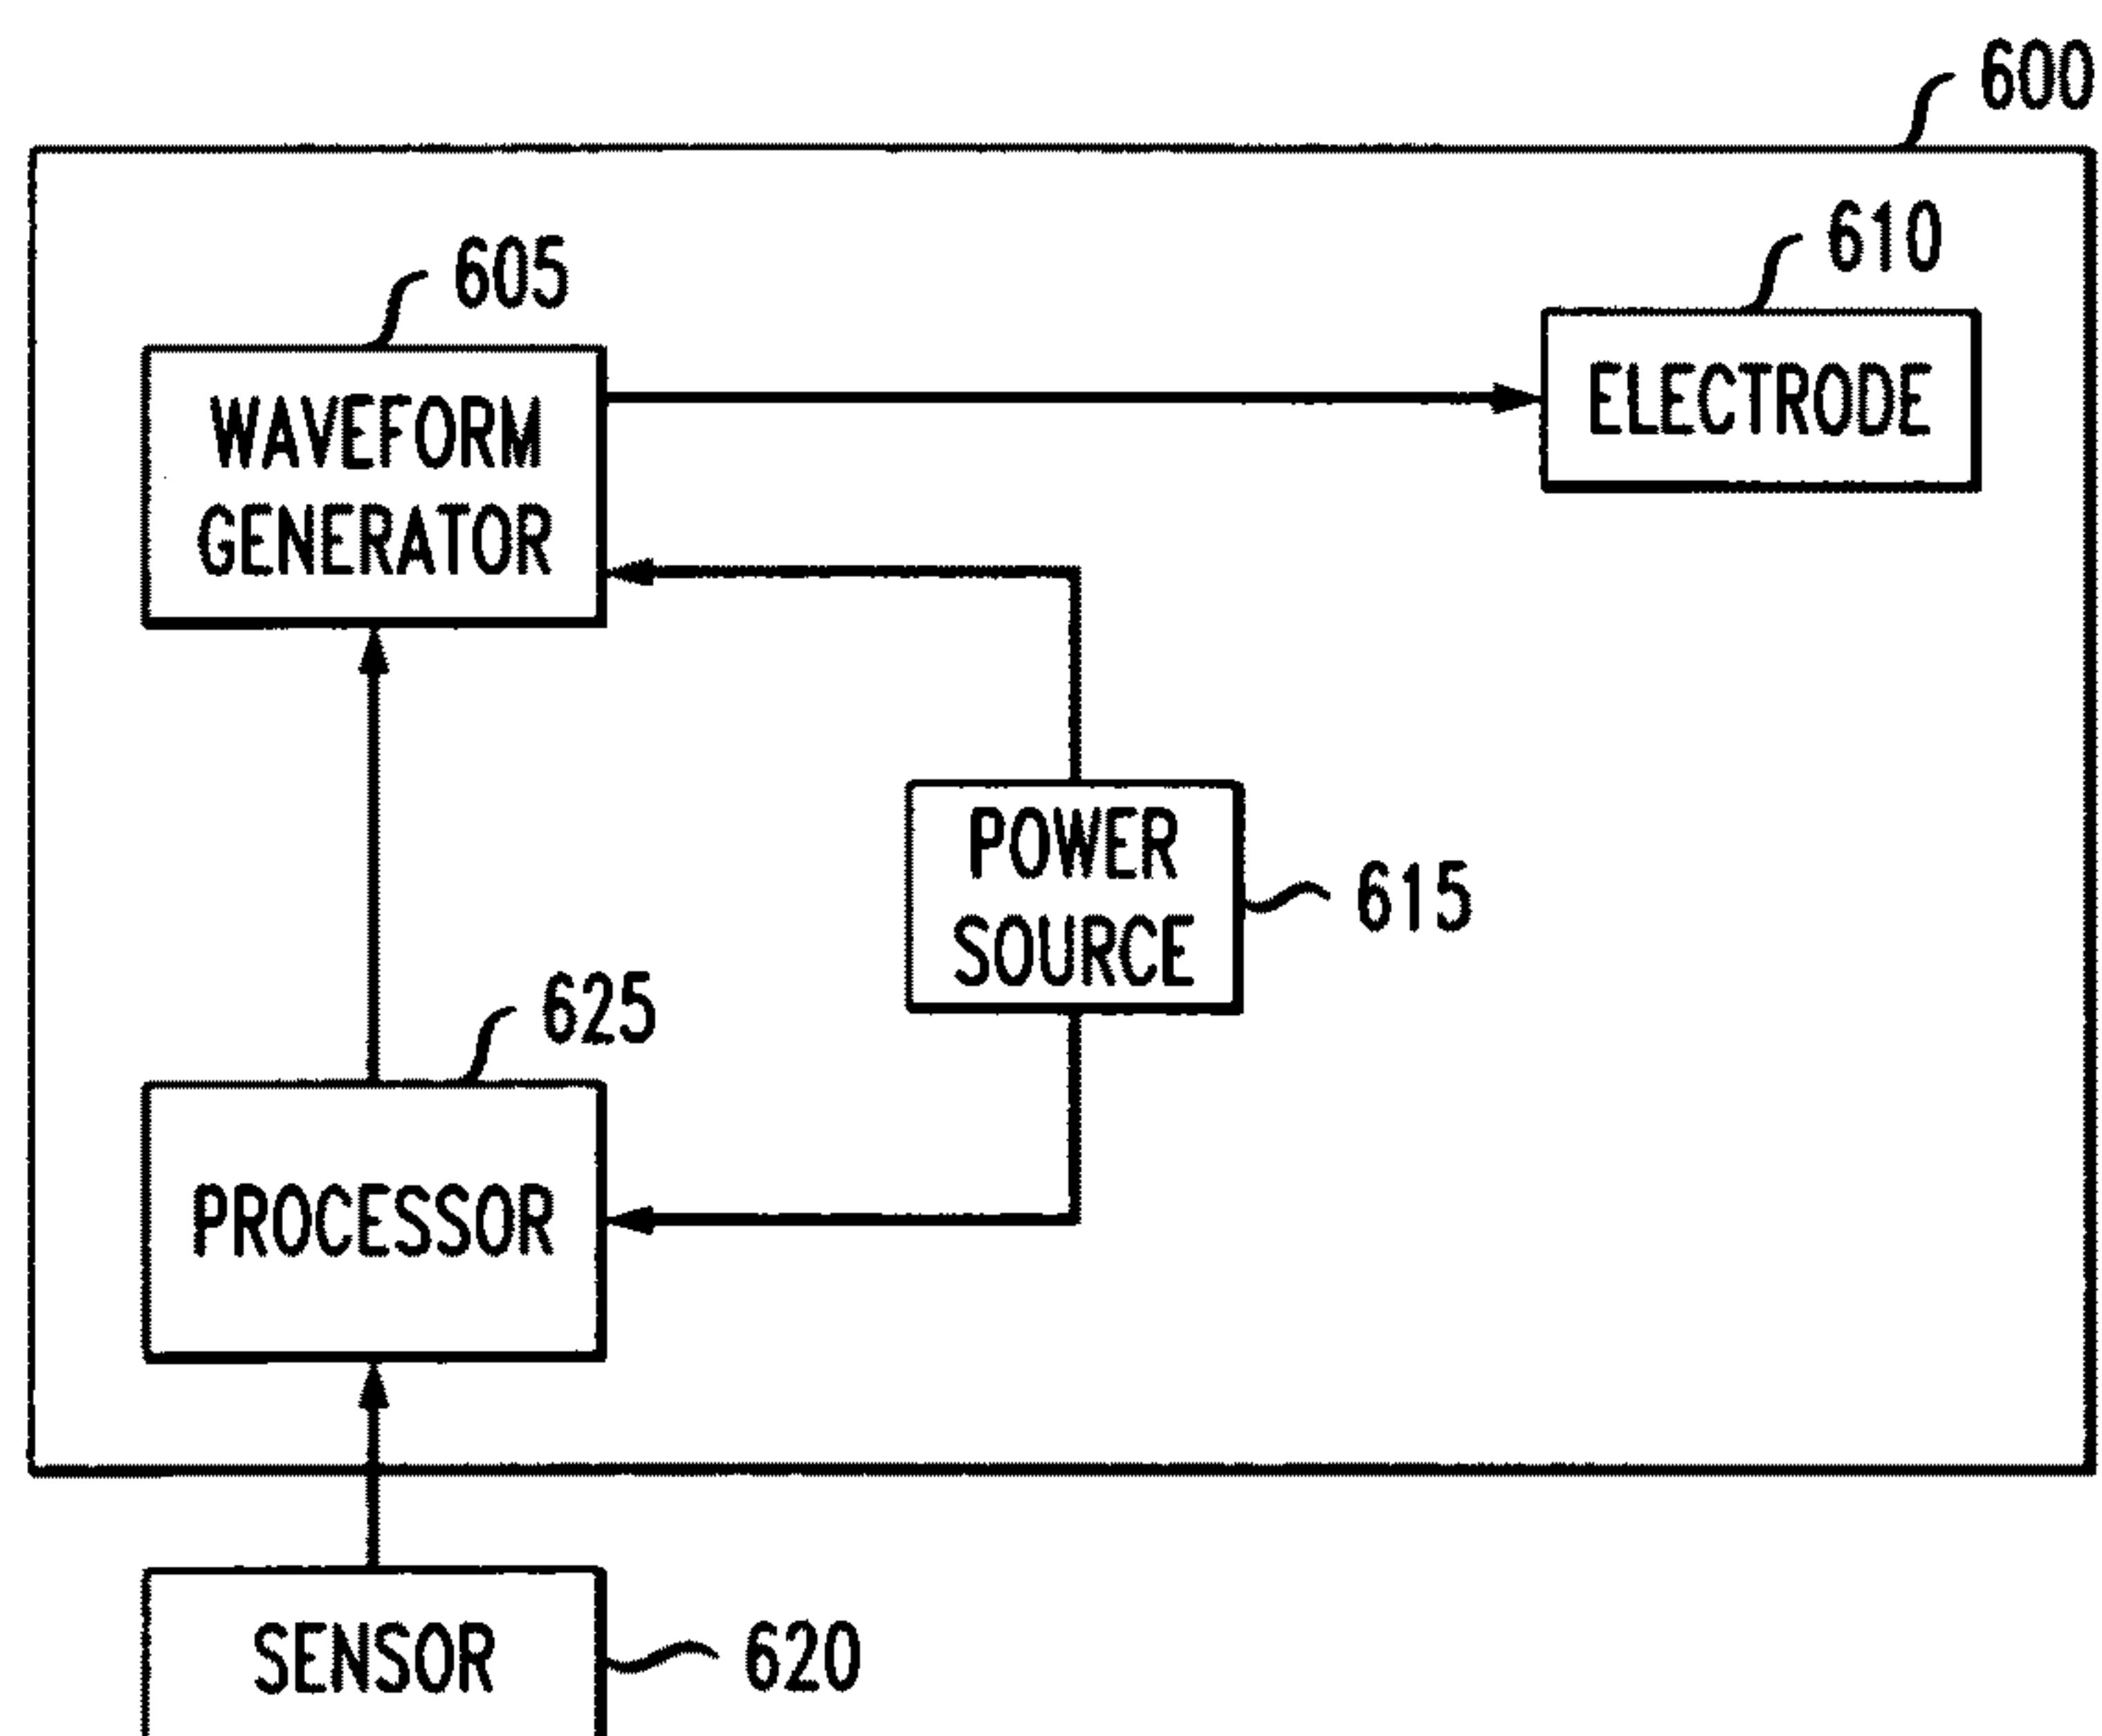 600
610
605
ELECTRODE
WAVEFORM
GENERATOR
POWER
SOURCE
615
625
PROCESSOR
SENSOR
620